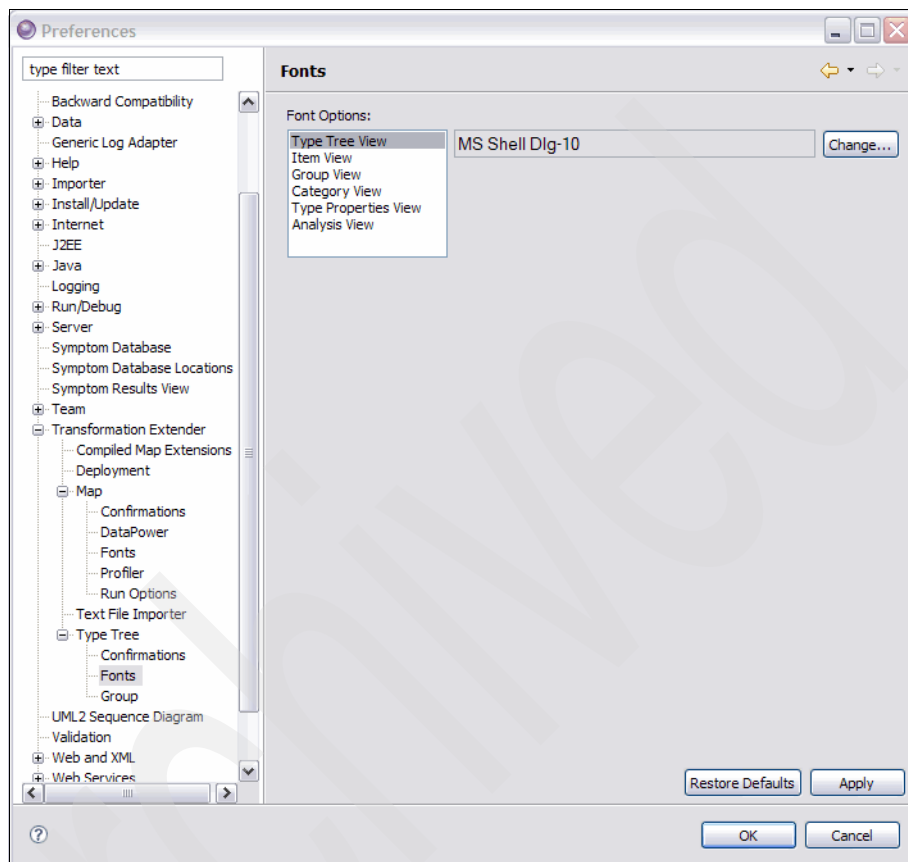 Preferences
type filter text
Backward Compatibility
Data
Generic Log Adapter
Help
Importer
Install/Update
Internet
J2EE
Java
Logging
Run/Debug
Server
Symptom Database
Symptom Database Locations
Symptom Results View
Team
Transformation Extender
Compiled Map Extensions
Deployment
Map
Confirmations
DataPower
Fonts
Profiler
Run Options
Text File Importer
Type Tree
Confirmations
Fonts
Group
UML2 Sequence Diagram
Validation
Web and XML
Web Services
Fonts
Font Options:
Type Tree View
Item View
Group View
Category View
Type Properties View
Analysis View
MS Shell Dlg-10
Change...
Restore Defaults
Apply
OK
Cancel